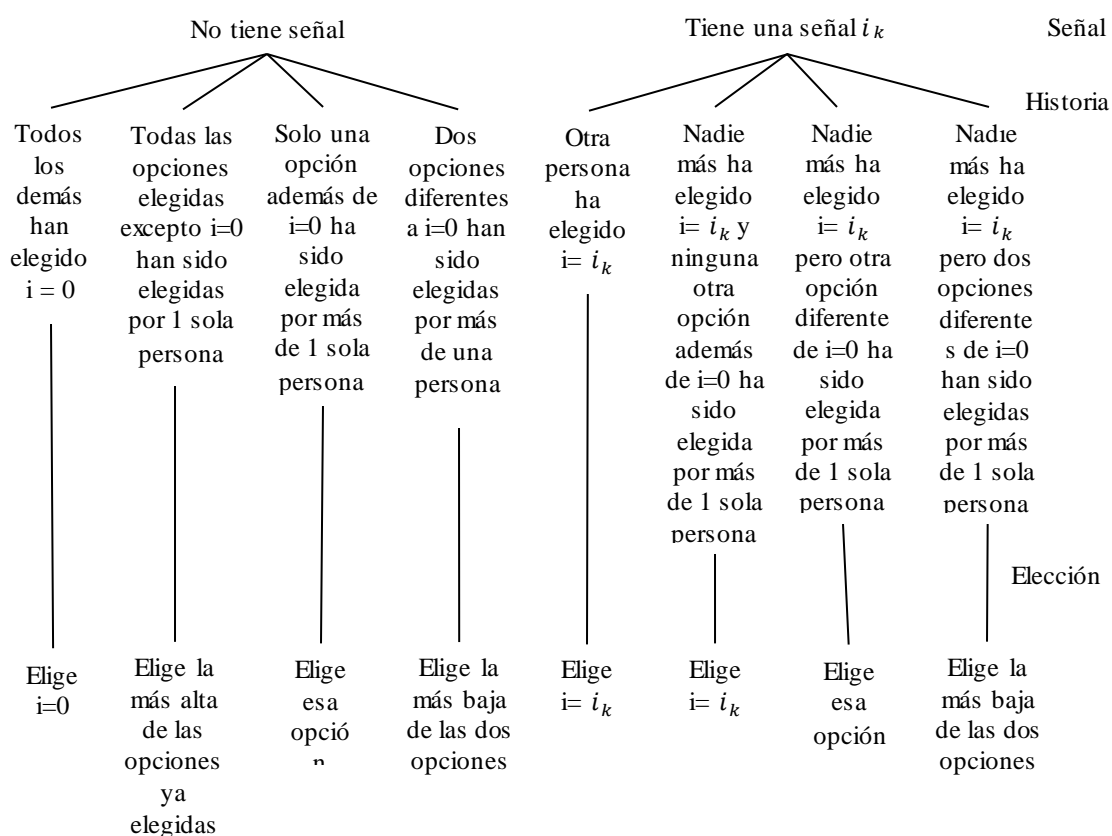 No tiene señal
Tiene una señal i_k
Señal
Historia
Todos
los
demás
han
elegido
i = 0
Todas las
opciones
elegidas
excepto i=0
han sido
elegidas
por 1 sola
persona
Solo una
opción
además de
i=0 ha
sido
elegida
por más
de 1 sola
persona
Dos
opciones
diferentes
a i=0 han
sido
elegidas
por más
de una
persona
Otra
persona
ha
elegido
i= i_k
Nadie
más ha
elegido
i= i_k y
ninguna
otra
opción
además
de i=0 ha
sido
elegida
por más
de 1 sola
persona
Nadie
más ha
elegido
i= i_k
pero otra
opción
diferente
de i=0 ha
sido
elegida
por más
de 1 sola
persona
Nadie
más ha
elegido
i= i_k
pero dos
opciones
diferente
s de i=0
han sido
elegidas
por más
de 1 sola
persona
Elección
Elige
i=0
Elige la
más alta
de las
opciones
ya
elegidas
Elige
esa
opció
n
Elige la
más baja
de las dos
opciones
Elige
i= i_k
Elige
i= i_k
Elige
esa
opción
Elige la
más baja
de las dos
opciones